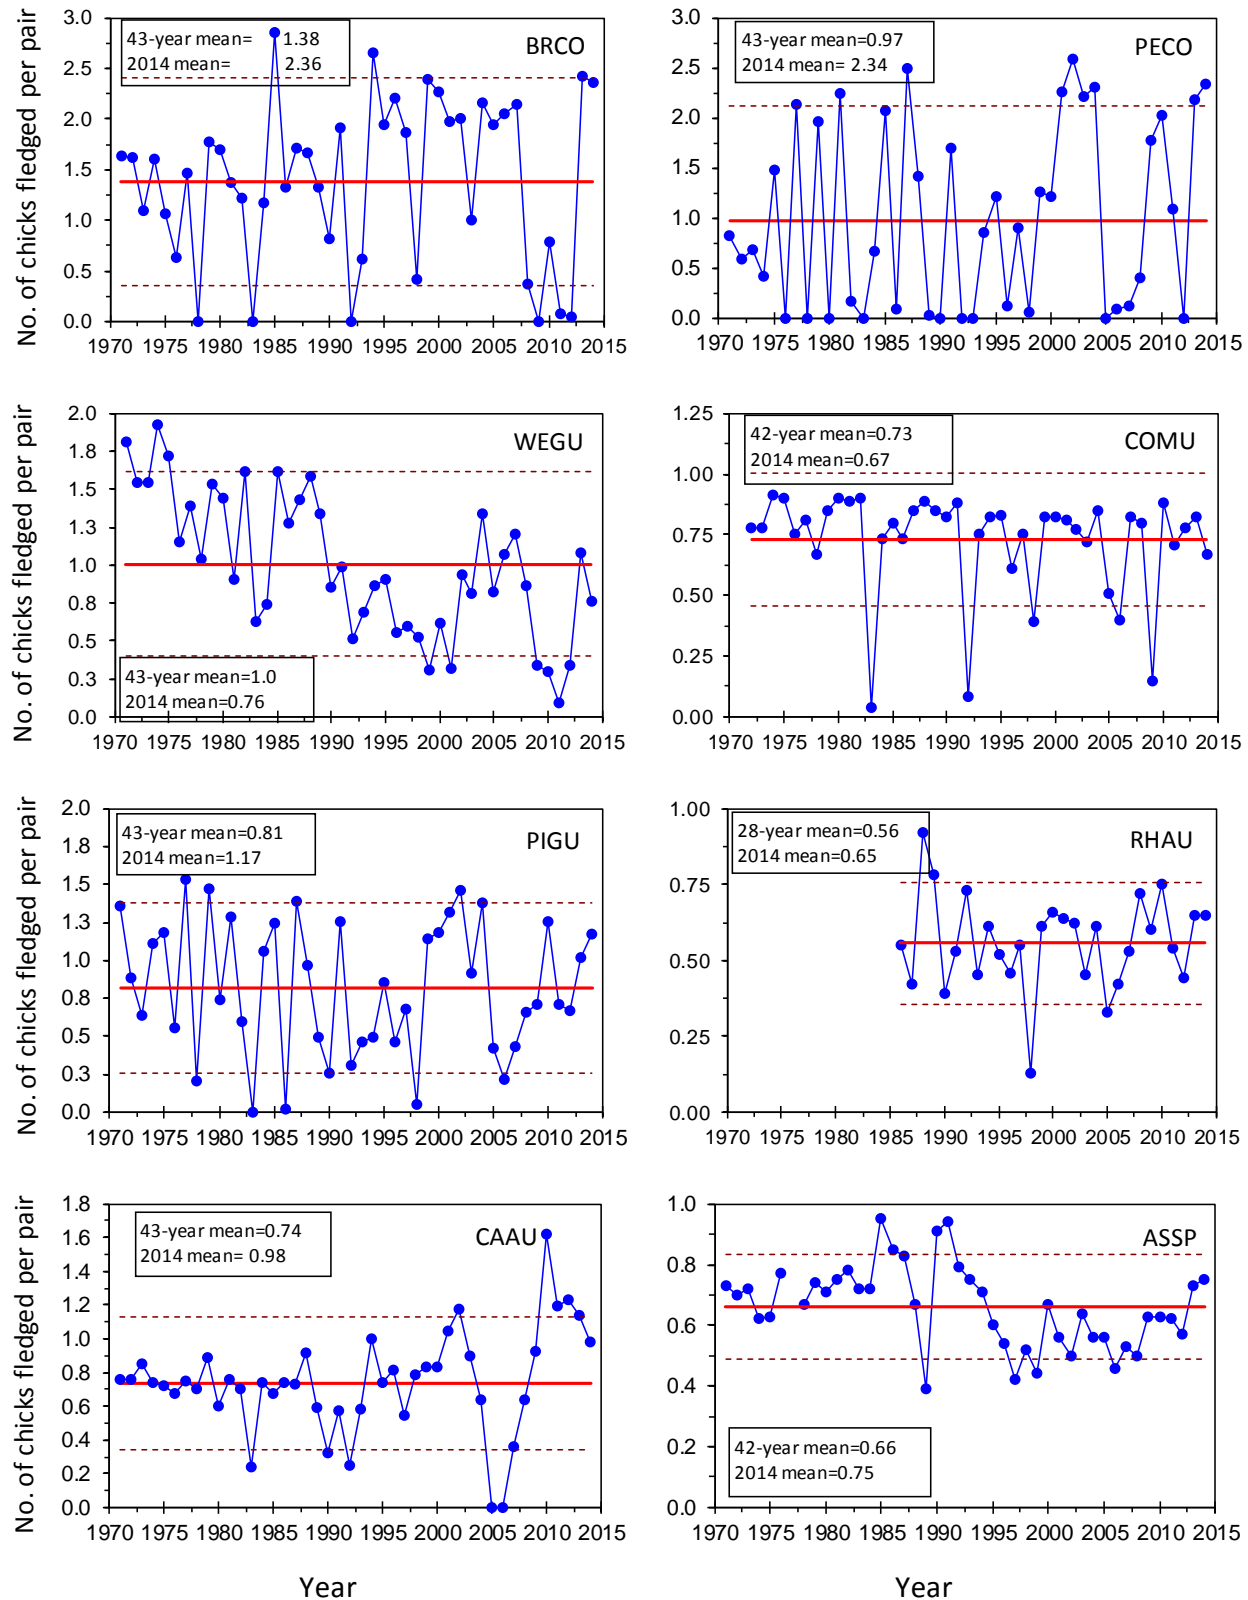 No. of chicks fledged per pair
3.0
2.5
2.0
1.5
1.0
0.5
0.0
43-year mean= 1.38
2014 mean= 2.36
BRCO
1970 1975 1980 1985 1990 1995 2000 2005 2010 2015
3.0
2.5
2.0
1.5
1.0
0.5
0.0
43-year mean=0.97
2014 mean= 2.34
PECO
1970 1975 1980 1985 1990 1995 2000 2005 2010 2015
No. of chicks fledged per pair
2.0
1.8
1.5
1.3
1.0
0.8
0.5
0.3
0.0
WEGU
43-year mean=1.0
2014 mean=0.76
1970 1975 1980 1985 1990 1995 2000 2005 2010 2015
1.25
1.00
0.75
0.50
0.25
0.00
42-year mean=0.73
2014 mean=0.67
COMU
1970 1975 1980 1985 1990 1995 2000 2005 2010 2015
No. of chicks fledged per pair
2.0
1.8
1.5
1.3
1.0
0.8
0.5
0.3
0.0
43-year mean=0.81
2014 mean=1.17
PIGU
1970 1975 1980 1985 1990 1995 2000 2005 2010 2015
1.00
0.75
0.50
0.25
0.00
28-year mean=0.56
2014 mean=0.65
RHAU
1970 1975 1980 1985 1990 1995 2000 2005 2010 2015
No. of chicks fledged per pair
1.8
1.6
1.4
1.2
1.0
0.8
0.6
0.4
0.2
0.0
43-year mean=0.74
2014 mean= 0.98
CAAU
1970 1975 1980 1985 1990 1995 2000 2005 2010 2015
Year
1.0
0.8
0.6
0.4
0.2
0.0
ASSP
42-year mean=0.66
2014 mean=0.75
1970 1975 1980 1985 1990 1995 2000 2005 2010 2015
Year